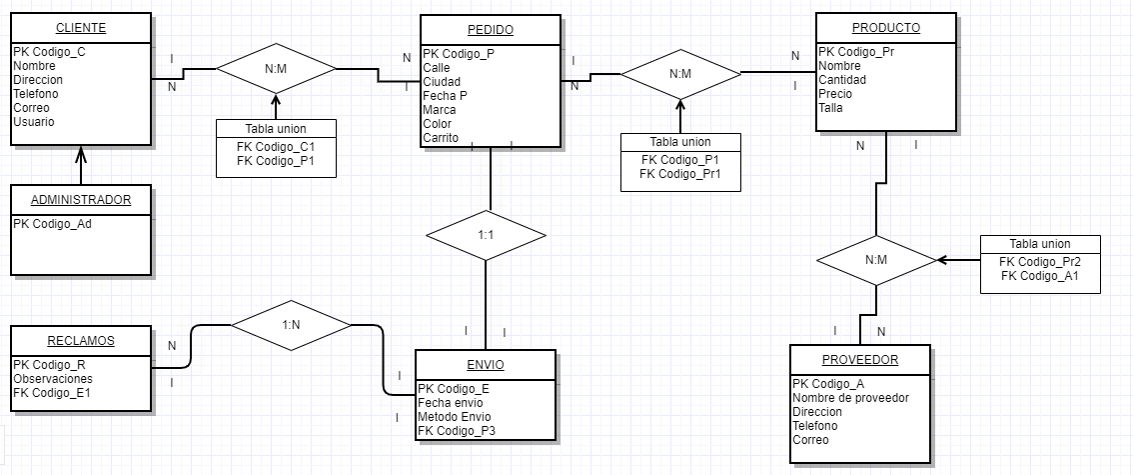 CLIENTE
PK Codigo_C
Nombre
Direccion
Telefono
Correo
Usuario
I
N
N:M
N
I
Tabla union
FK Codigo_C1
FK Codigo_P1
PEDIDO
PK Codigo_P
Calle
Ciudad
Fecha P
Marca
Color
Carrito
I
I
I
N
N:M
N
I
Tabla union
FK Codigo_P1
FK Codigo_Pr1
PRODUCTO
PK Codigo_Pr
Nombre
Cantidad
Precio
Talla
N
I
ADMINISTRADOR
PK Codigo_Ad
1:1
I
I
N:M
Tabla union
FK Codigo_Pr2
FK Codigo_A1
I
N
RECLAMOS
PK Codigo_R
Observaciones
FK Codigo_E1
N
I
1:N
I
I
ENVIO
PK Codigo_E
Fecha envio
Metodo Envio
FK Codigo_P3
PROVEEDOR
PK Codigo_A
Nombre de proveedor
Direccion
Telefono
Correo